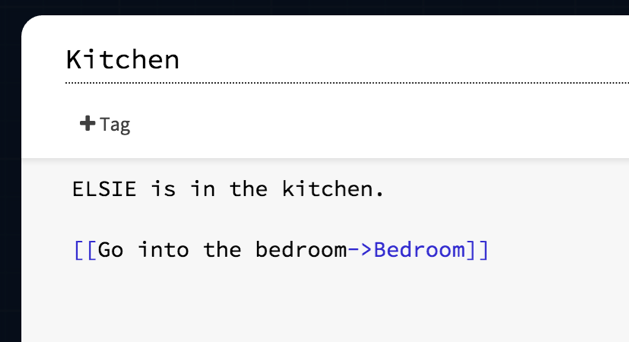 Kitchen
+Tag
ELSIE is in the kitchen.
[[Go into the bedroom->Bedroom]]